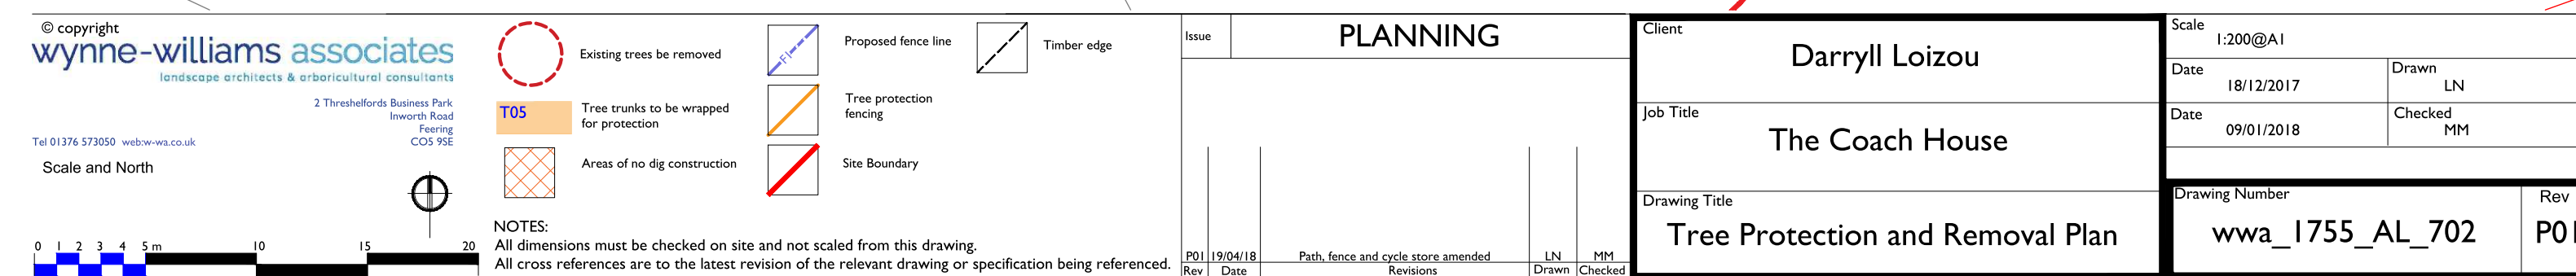 © copyright
wynne-williams associates
landscape architects & arboricultural consultants
2 Threshelfords Business Park
Inworth Road
Feering
Tel 01376 573050 web:w-wa.co.uk
CO5 9SE
Scale and North
0 1 2 3 4 5 m 10 15 20
Existing trees be removed
T05
Tree trunks to be wrapped
for protection
Areas of no dig construction
F1
Proposed fence line
Tree protection
fencing
Site Boundary
Timber edge
NOTES:
All dimensions must be checked on site and not scaled from this drawing.
All cross references are to the latest revision of the relevant drawing or specification being referenced.
Issue
PLANNING
P01 19/04/18 Path, fence and cycle store amended LN MM
Rev Date Revisions Drawn Checked
Client
Darryll Loizou
Job Title
The Coach House
Drawing Title
Tree Protection and Removal Plan
Scale
1:200@A1
Date
18/12/2017
Drawn
LN
Date
09/01/2018
Checked
MM
Drawing Number
wwa_1755_AL_702
Rev
P01